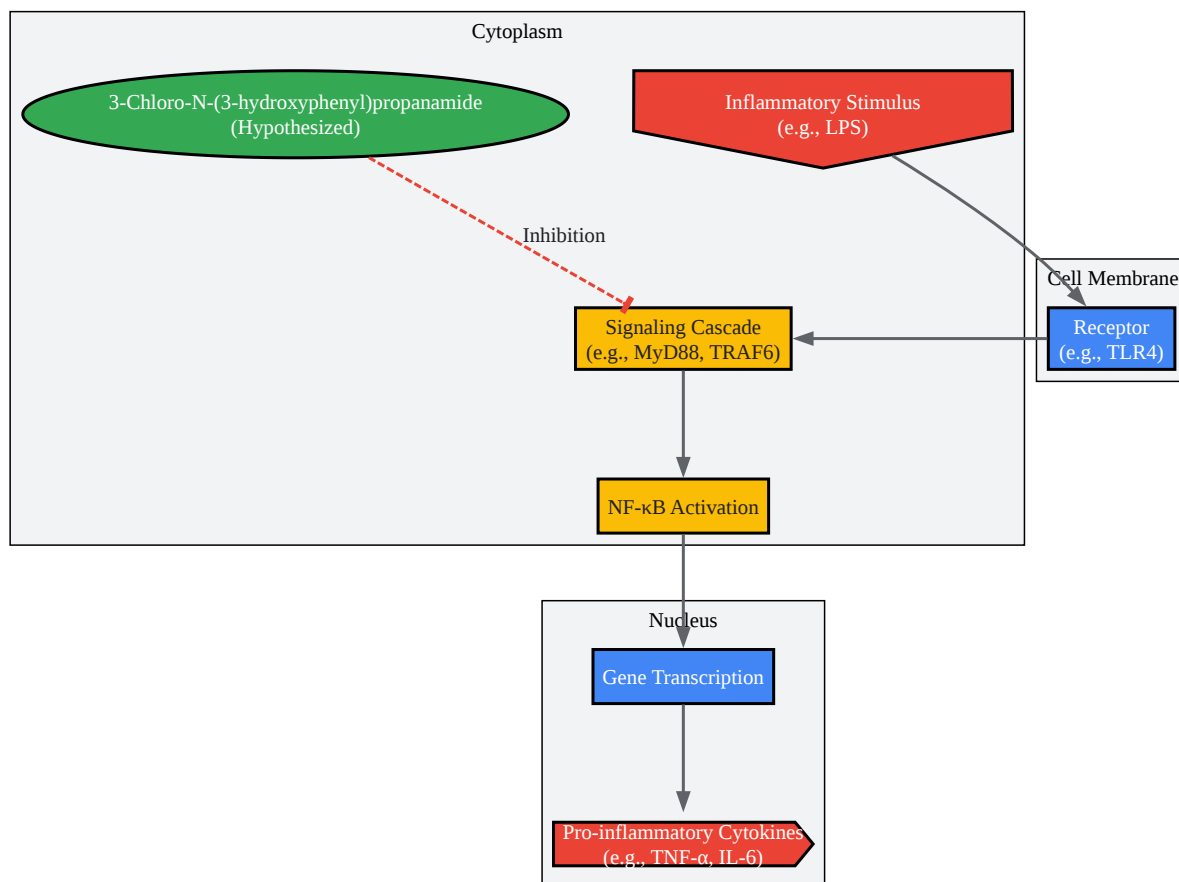 Cytoplasm
3-Chloro-N-(3-hydroxyphenyl)propanamide
(Hypothesized)
Inflammatory Stimulus
(e.g., LPS)
Inhibition
Cell Membrane
Signaling Cascade
(e.g., MyD88, TRAF6)
Receptor
(e.g., TLR4)
NF-κB Activation
Nucleus
Gene Transcription
Pro-inflammatory Cytokines
(e.g., TNF-α, IL-6)